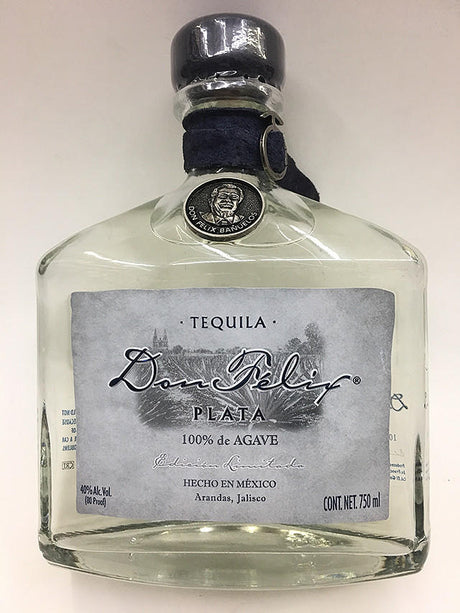 DON FELIX BAÑUELOS
· TEQUILA ·
Don Félix®
PLATA
100% de AGAVE
Edición Limitada
HECHO EN MÉXICO
Arandas, Jalisco
40% Alc. Vol.
(80 Proof)
CONT. NET. 750 ml
CRT